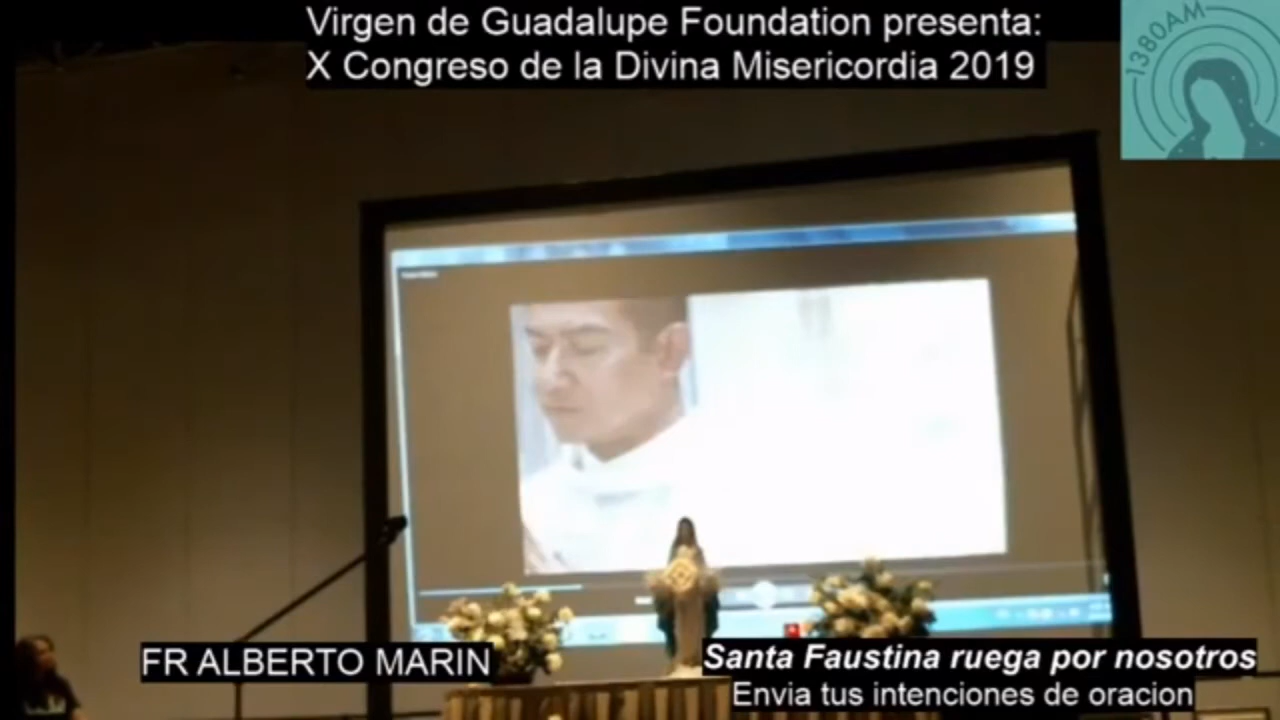 Virgen de Guadalupe Foundation presenta:
X Congreso de la Divina Misericordia 2019
1380AM
FR ALBERTO MARIN
Santa Faustina ruega por nosotros
Envia tus intenciones de oracion